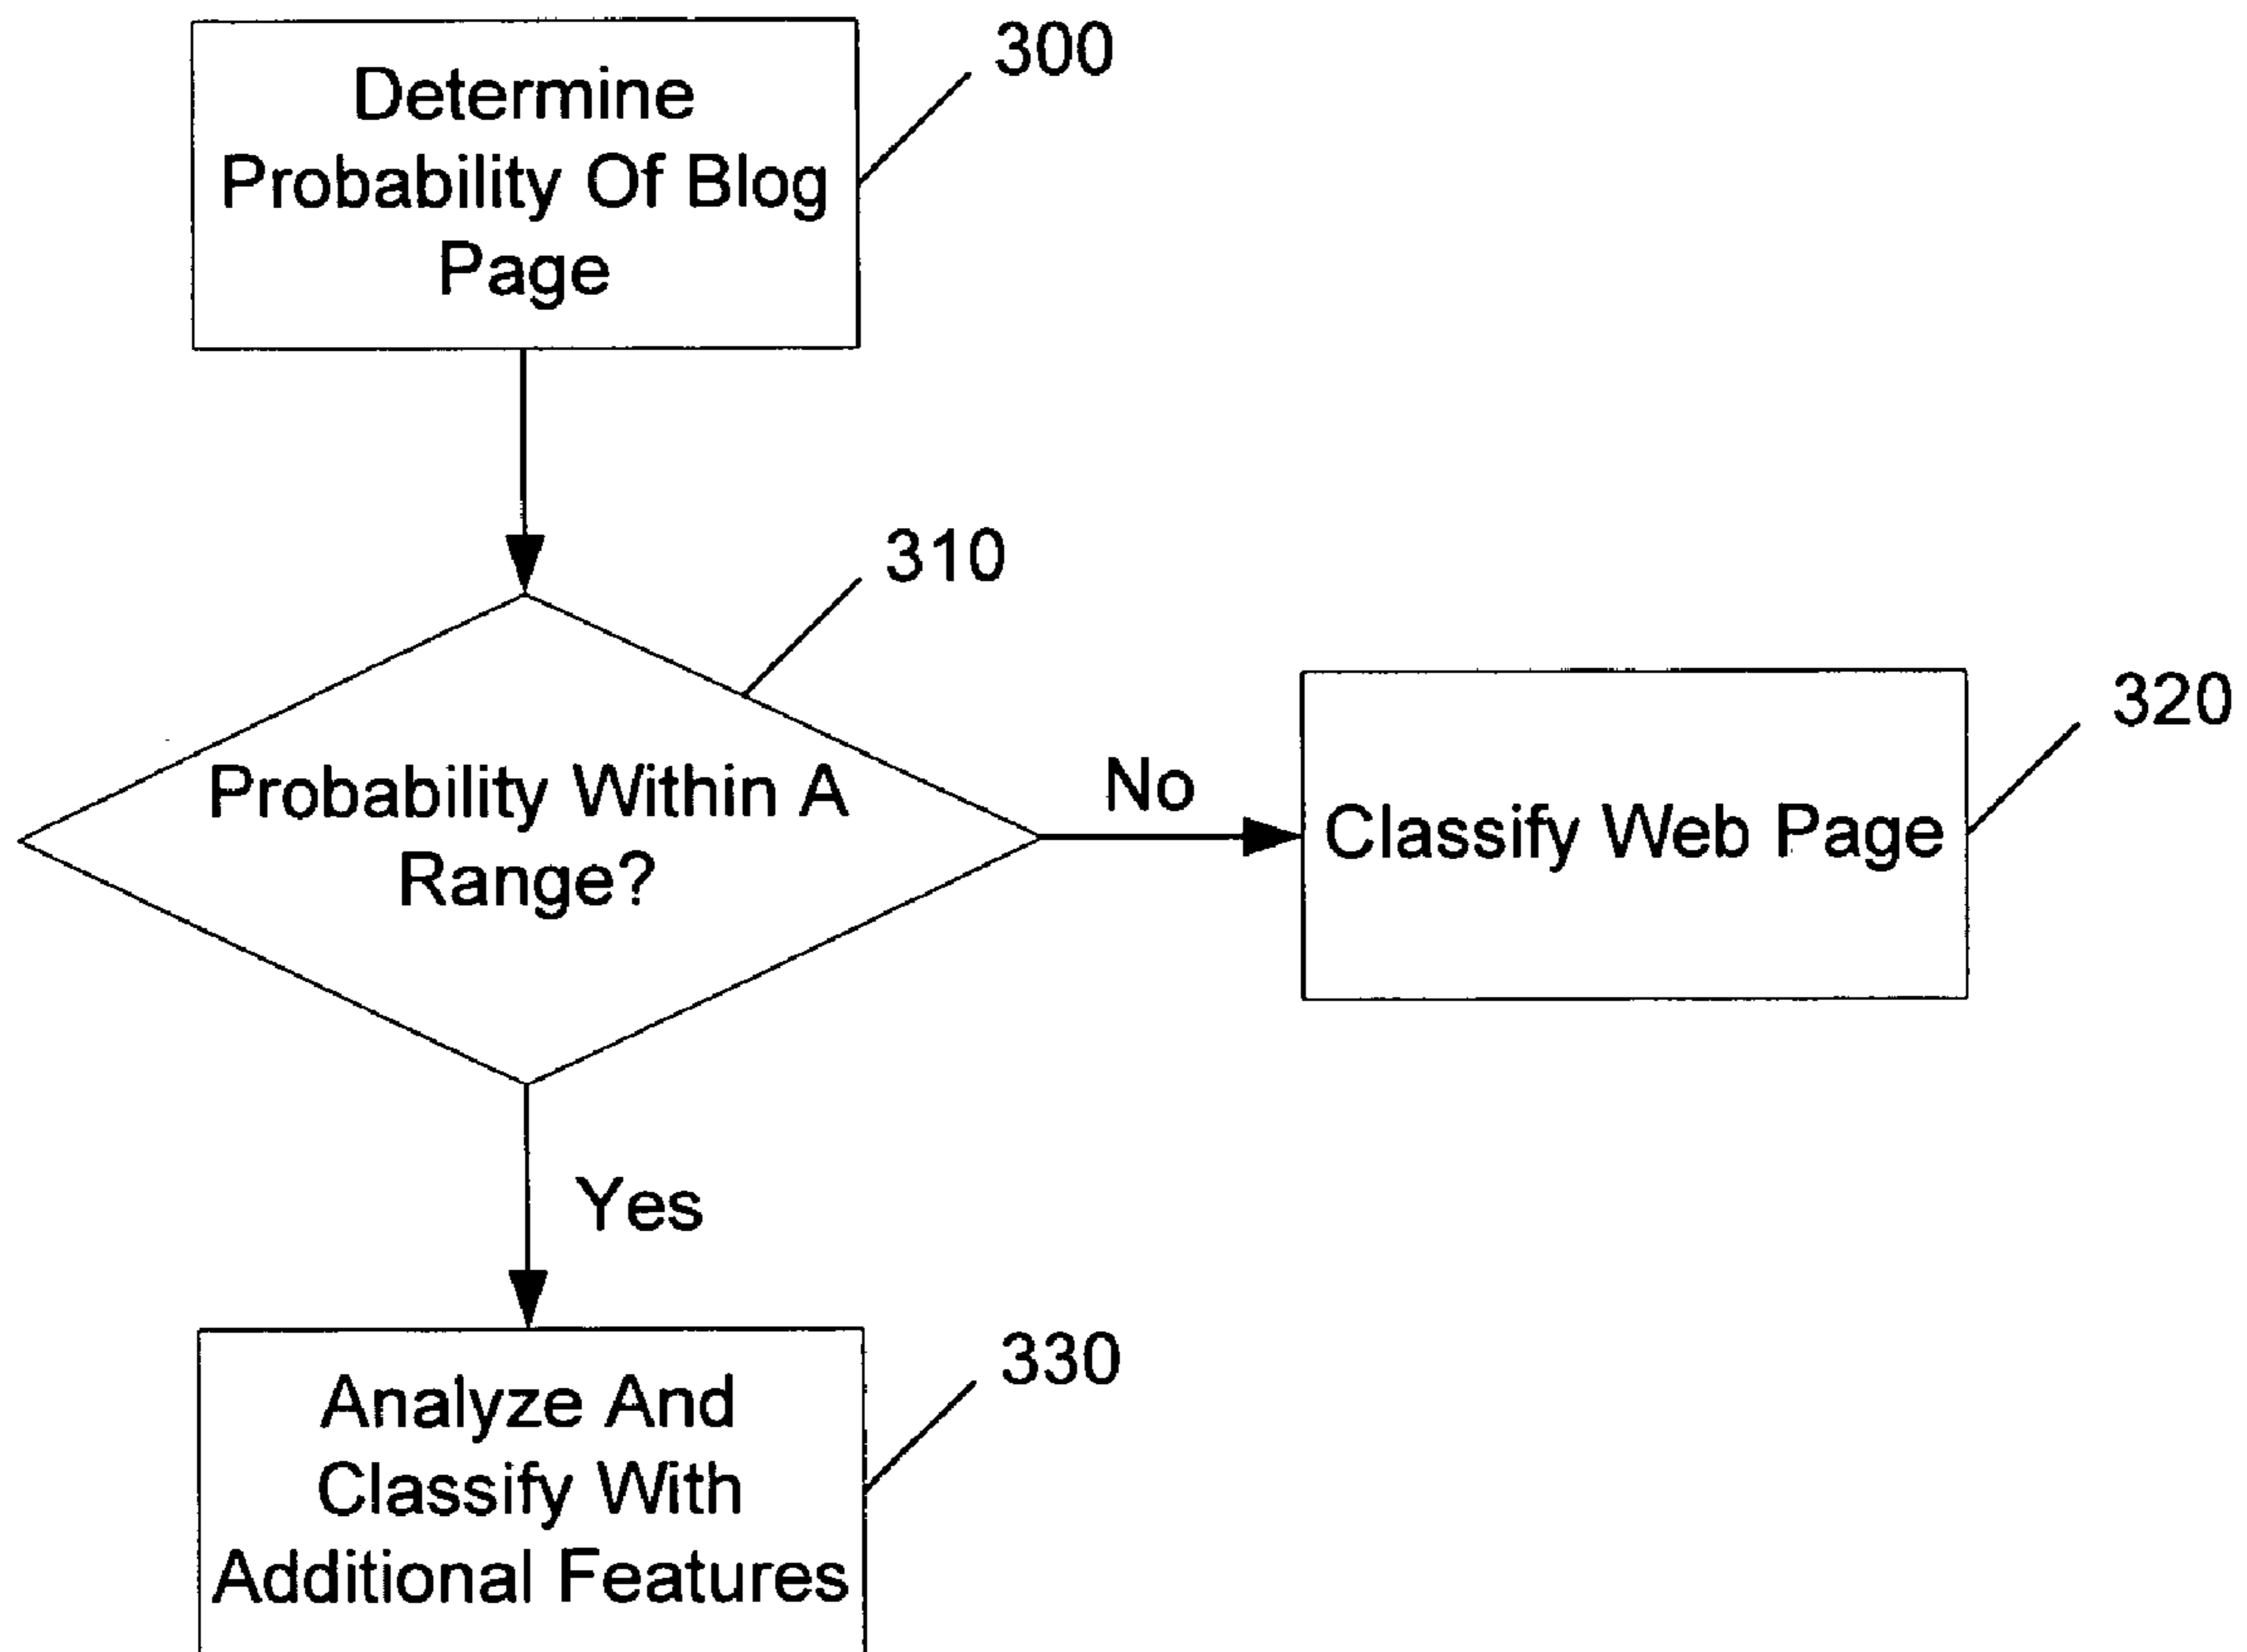 300
Determine
Probability Of Blog
Page
310
Probability Within A
Range?
No
320
Classify Web Page
Yes
330
Analyze And
Classify With
Additional Features